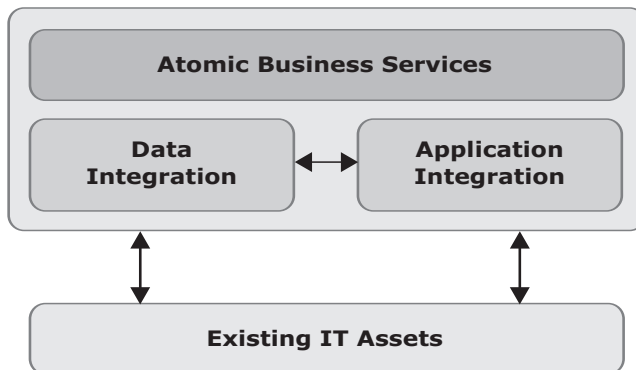 Atomic Business Services
Data
Integration
Application
Integration
Existing IT Assets